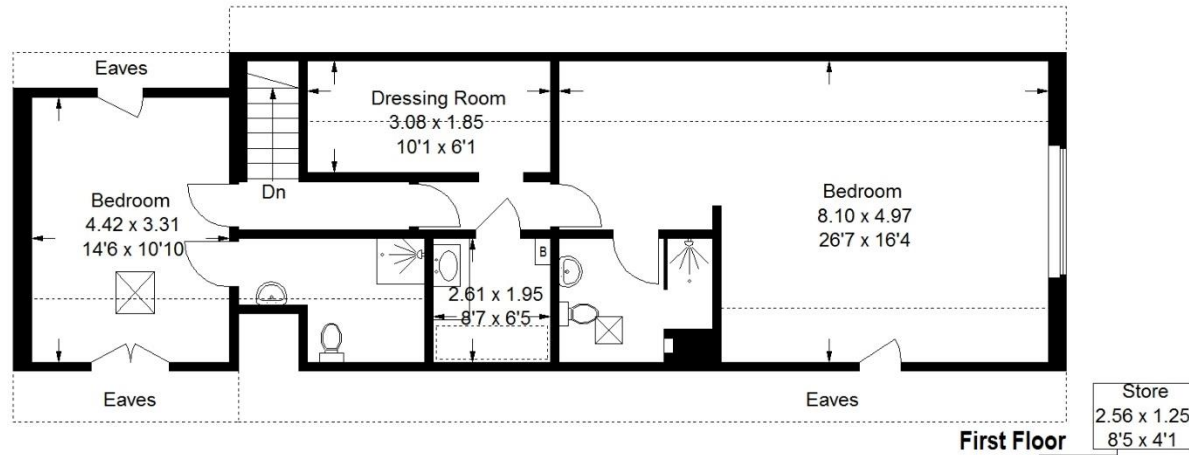 Eaves
Dressing Room
3.08 x 1.85
10'1 x 6'1
Dn
Bedroom
4.42 x 3.31
14'6 x 10'10
Bedroom
8.10 x 4.97
26'7 x 16'4
B
2.61 x 1.95
8'7 x 6'5
Eaves
Eaves
Store
2.56 x 1.25
8'5 x 4'1
First Floor